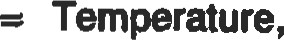 = Temperature,